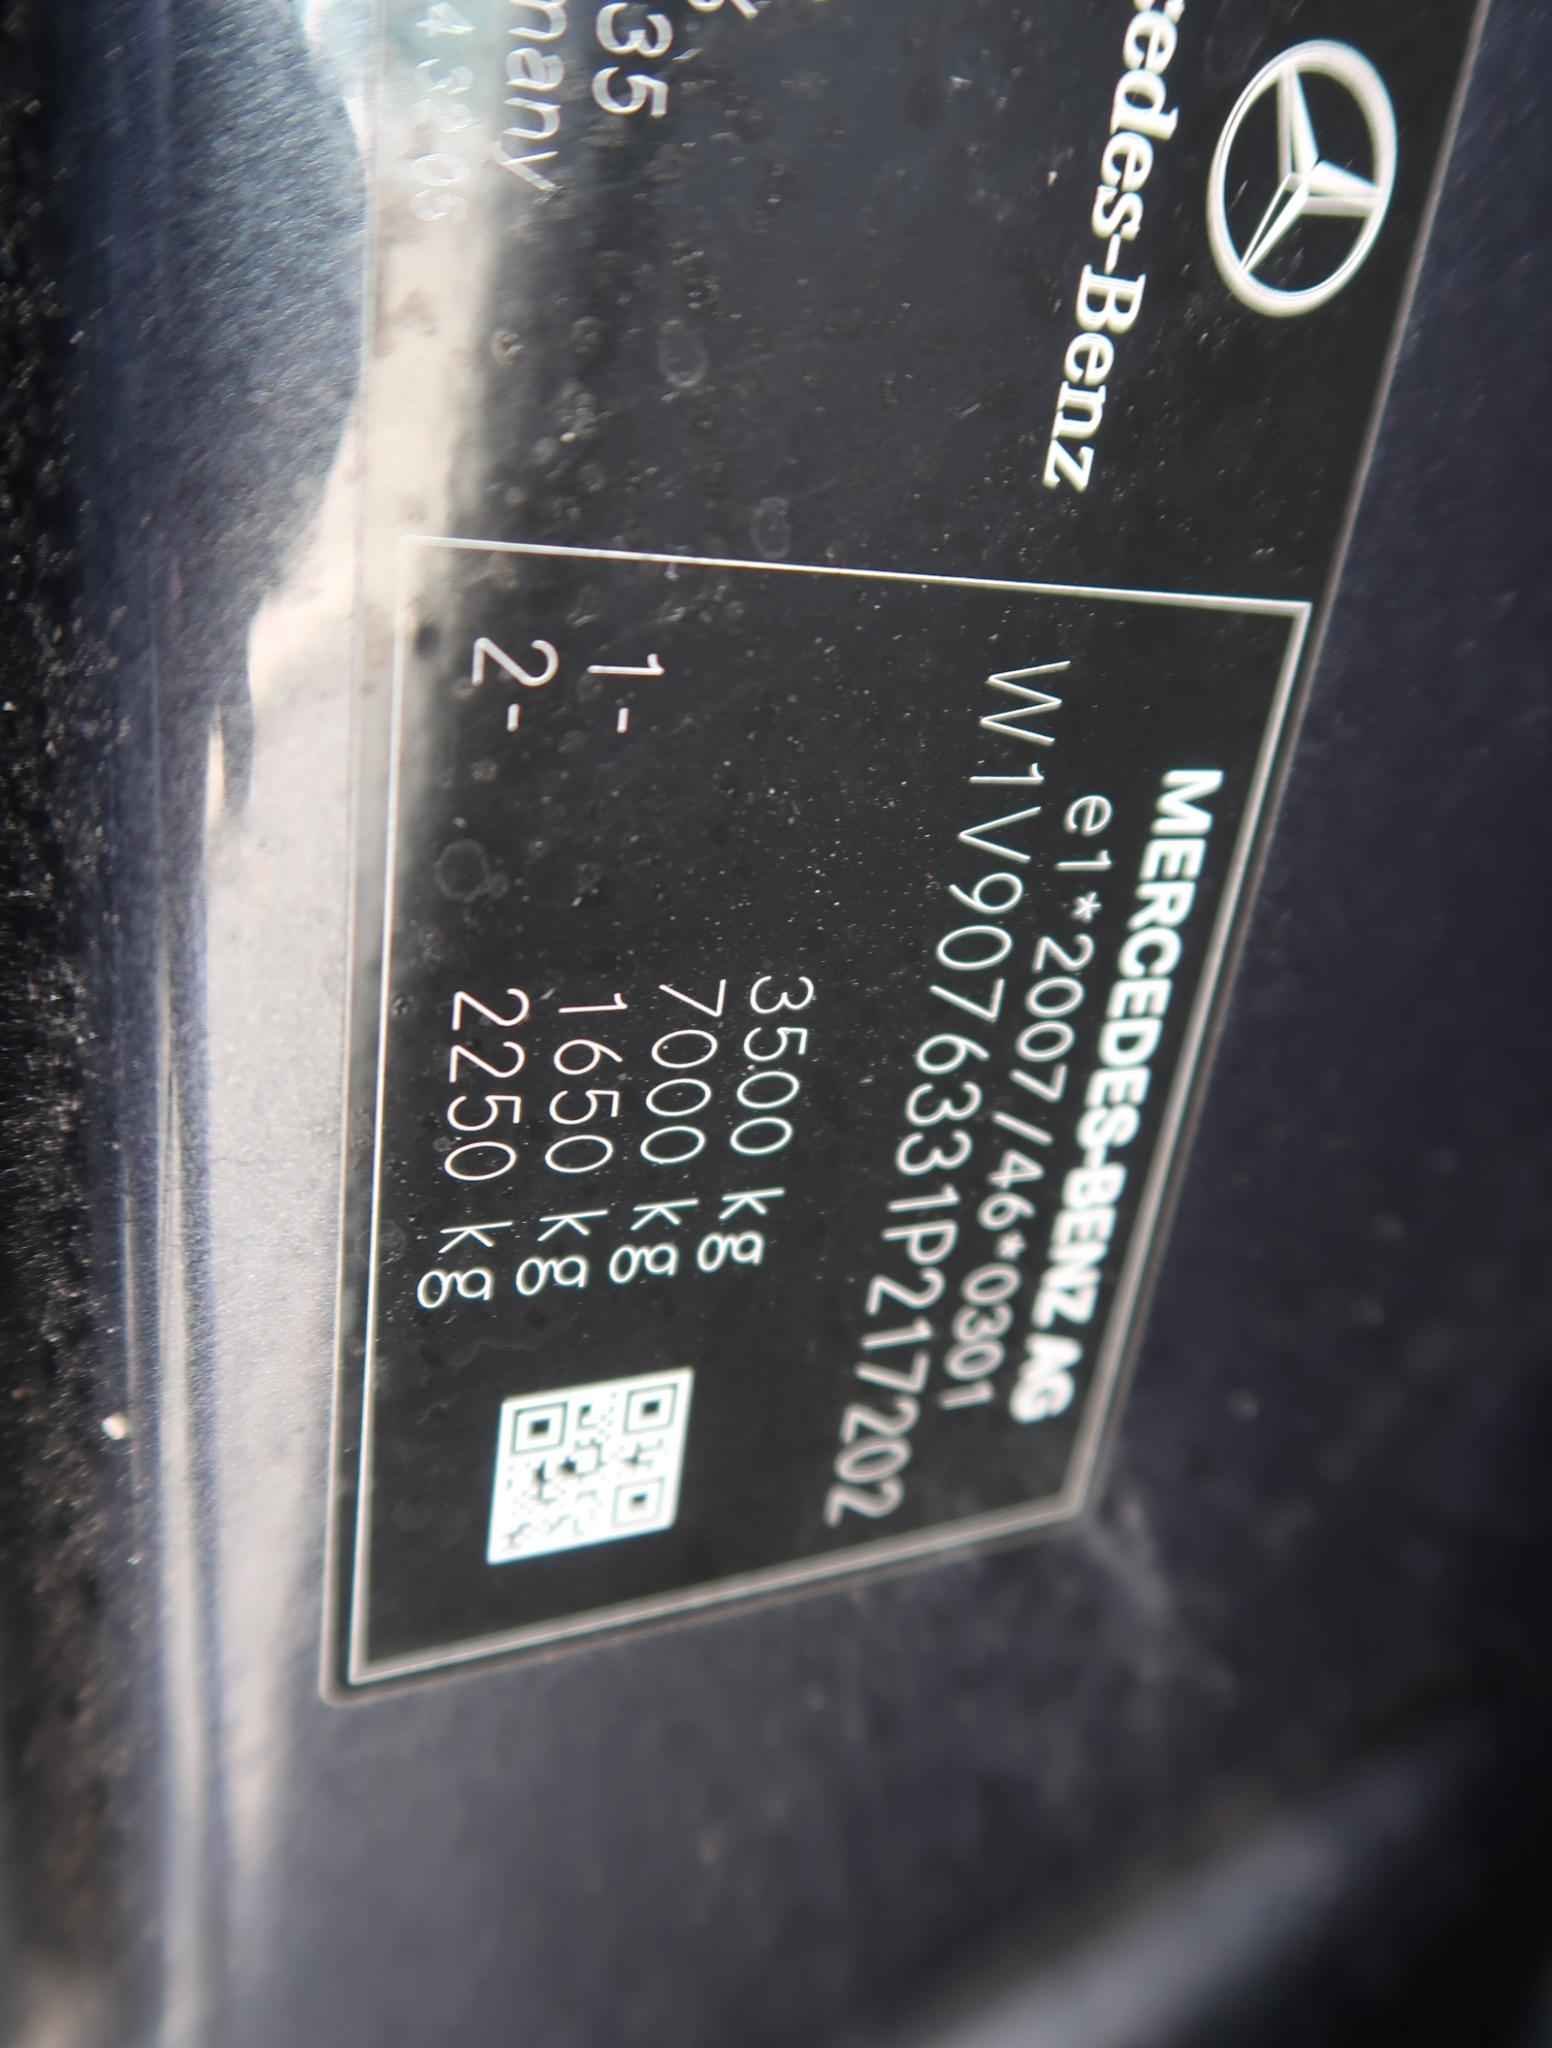 cedes-Benz
35
many
MERCEDES-BENZ AG
e1*2007/46*0301
W1V9076331P217202
3500 kg
7000 kg
1- 1650 kg
2- 2250 kg